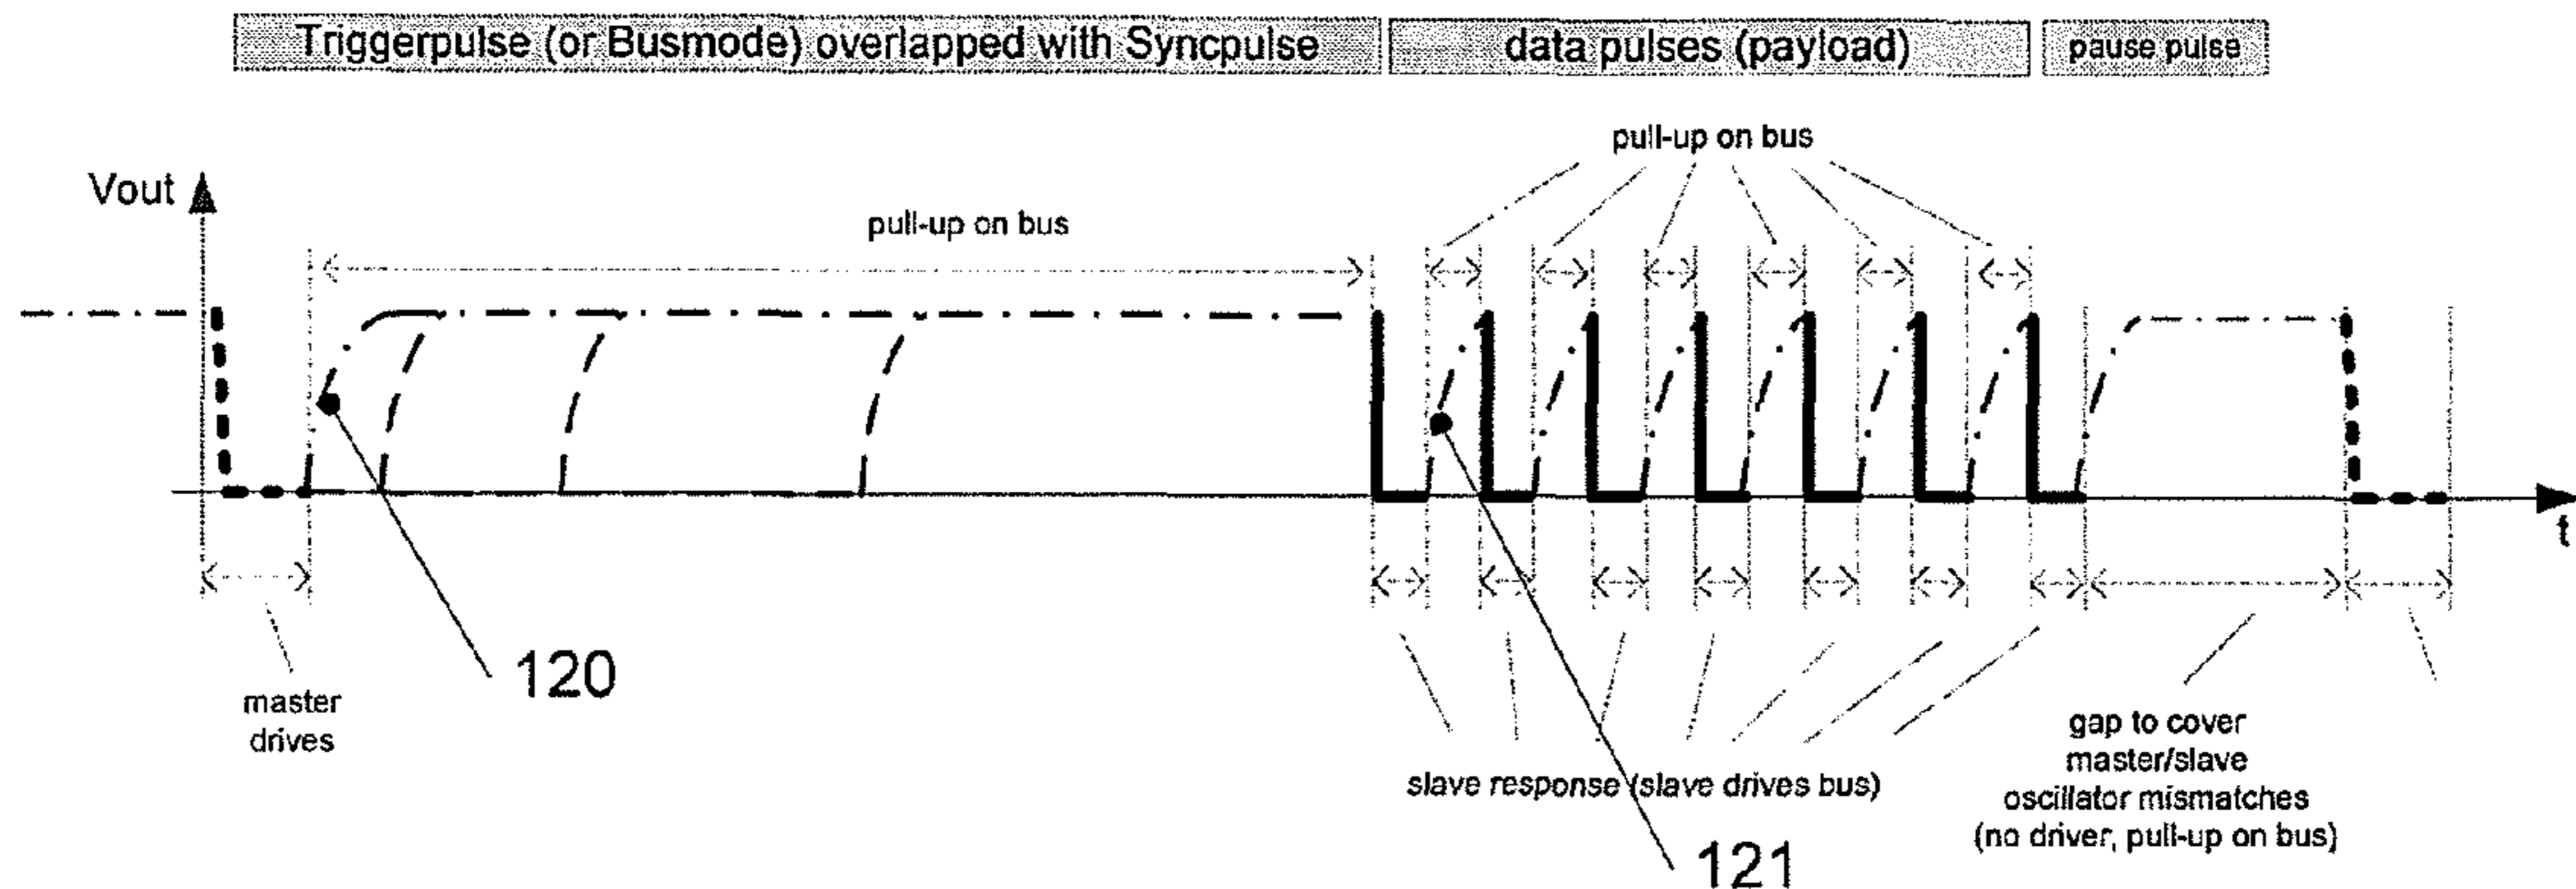 Triggerpulse (or Busmode) overlapped with Syncpulse
data pulses (payload)
pause pulse
pull-up on bus
Vout
pull-up on bus
t
120
121
master
drives
slave response (slave drives bus)
gap to cover
master/slave
oscillator mismatches
(no driver, pull-up on bus)